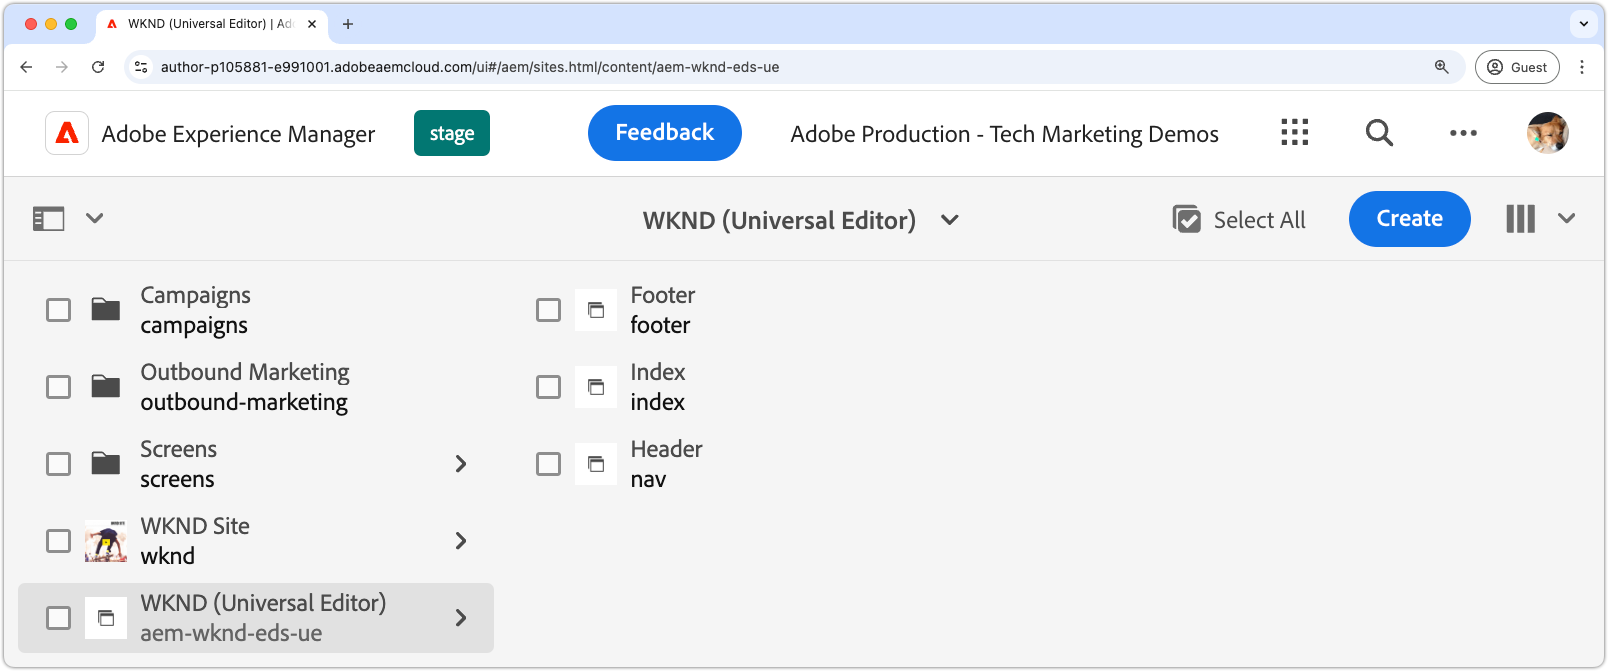 WKND (Universal Editor) | Ad
author-p105881-e991001.adobeaemcloud.com/ui#/aem/sites.html/content/aem-wknd-eds-ue
Guest
Adobe Experience Manager
stage
Feedback
Adobe Production - Tech Marketing Demos
WKND (Universal Editor)
Select All
Create
Campaigns
campaigns
Outbound Marketing
outbound-marketing
Screens
screens
WKND Site
wknd
WKND (Universal Editor)
aem-wknd-eds-ue
Footer
footer
Index
index
Header
nav